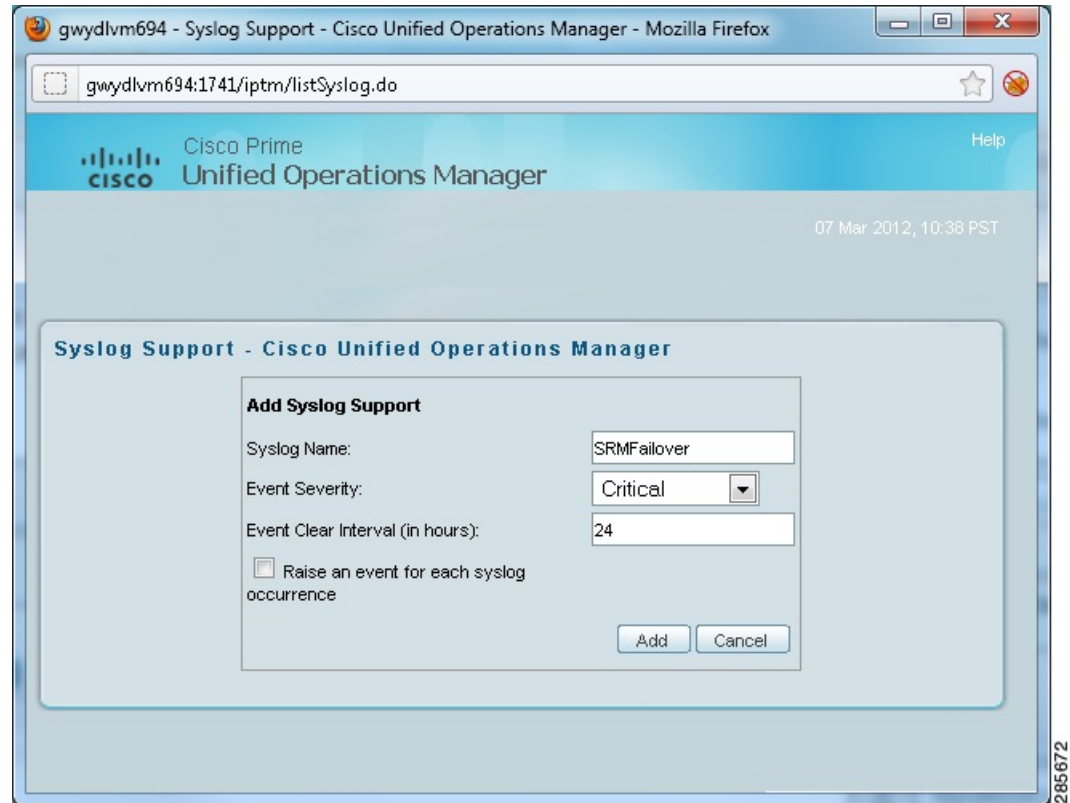 gwydlvm694 - Syslog Support - Cisco Unified Operations Manager - Mozilla Firefox
gwydlvm694:1741/iptm/listSyslog.do
Help
CISCO
Cisco Prime
Unified Operations Manager
07 Mar 2012, 10:38 PST
Syslog Support - Cisco Unified Operations Manager
Add Syslog Support
Syslog Name: SRMFailover
Event Severity: Critical
Event Clear Interval (in hours): 24
Raise an event for each syslog
occurrence
Add Cancel
285672